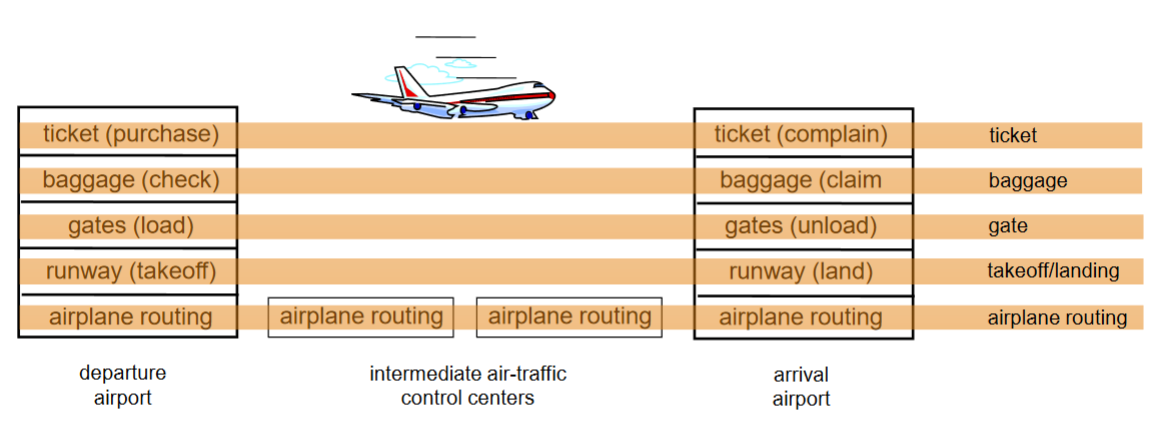 ticket (purchase)
ticket (complain)
ticket
baggage (check)
baggage (claim
baggage
gates (load)
gates (unload)
gate
runway (takeoff)
runway (land)
takeoff/landing
airplane routing
airplane routing
airplane routing
airplane routing
airplane routing
departure
airport
intermediate air-traffic
control centers
arrival
airport